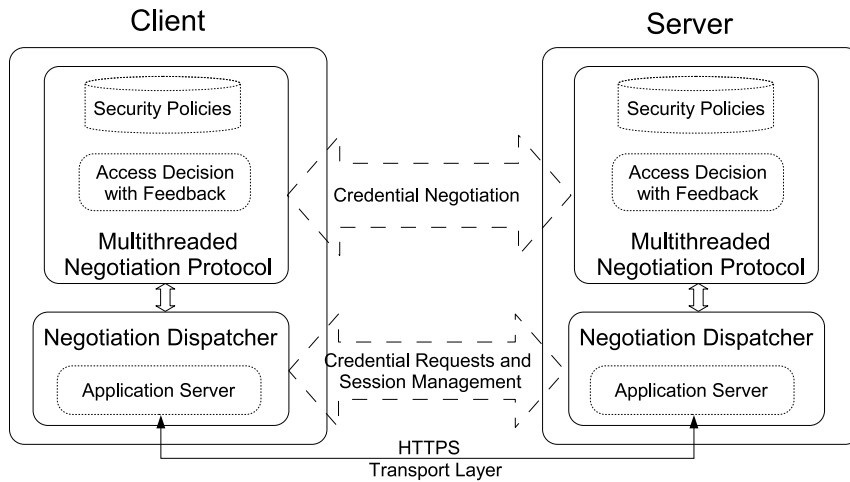 Client
Security Policies
Access Decision
with Feedback
Multithreaded
Negotiation Protocol
Negotiation Dispatcher
Application Server
Credential Negotiation
Credential Requests and
Session Management
HTTPS
Transport Layer
Server
Security Policies
Access Decision
with Feedback
Multithreaded
Negotiation Protocol
Negotiation Dispatcher
Application Server